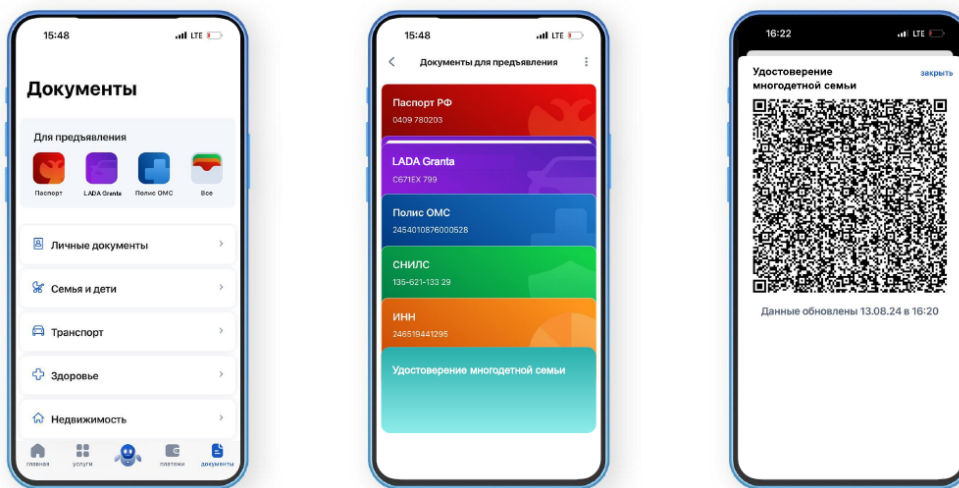 15:48
LTE
Документы
Для предъявления
Паспорт
LADA Granta
Полис ОМС
Все
Личные документы
Семья и дети
Транспорт
Здоровье
Недвижимость
главная
услуги
платежи
документы
15:48
LTE
Документы для предъявления
Паспорт РФ
0409 780203
LADA Granta
C671EX 799
Полис ОМС
2454010876000528
СНИЛС
135-621-133 29
ИНН
246519441295
Удостоверение многодетной семьи
16:22
LTE
Удостоверение
многодетной семьи
закрыть
Данные обновлены 13.08.24 в 16:20